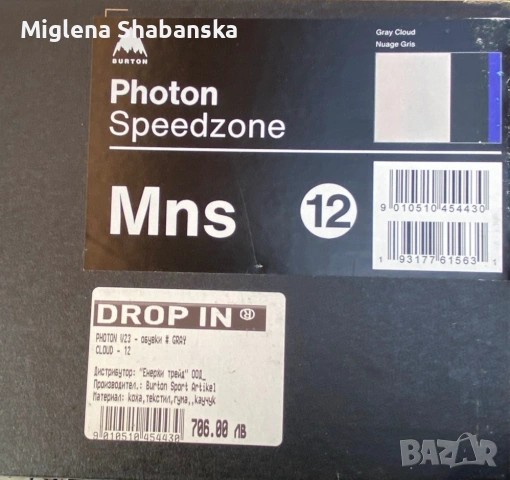 Miglena Shabanska
BURTON
Gray Cloud
Nuage Gris
Photon
Speedzone
Mns
12
9 010510 454430
1 93177 61563 1
DROP IN ®
PHOTON V23 - обувки # GRAY
CLOUD - 12
Дистрибутор: "Енержи трейд" ООД_
Производител.: Burton Sport Artikel
Материал: кожа,текстил,гума,,каучук
706.00 ЛВ
9 010510 454430
BAZAR